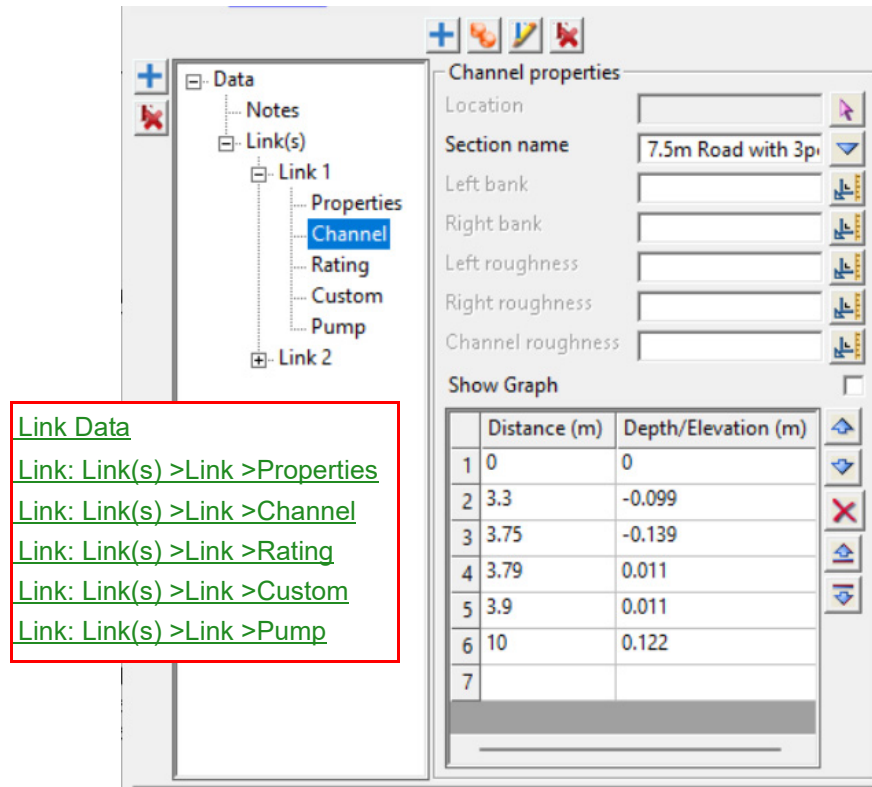 Data
Notes
Link(s)
Link 1
Properties
Channel
Rating
Custom
Pump
Link 2
Link Data
Link: Link(s) >Link >Properties
Link: Link(s) >Link >Channel
Link: Link(s) >Link >Rating
Link: Link(s) >Link >Custom
Link: Link(s) >Link >Pump
Channel properties
Location
Section name 7.5m Road with 3p
Left bank
Right bank
Left roughness
Right roughness
Channel roughness
Show Graph
Distance (m) Depth/Elevation (m)
1 0 0
2 3.3 -0.099
3 3.75 -0.139
4 3.79 0.011
5 3.9 0.011
6 10 0.122
7